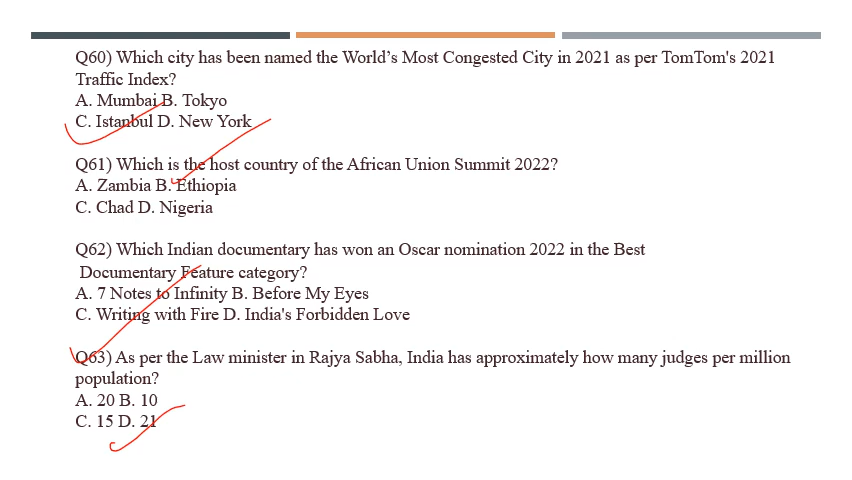 Q60) Which city has been named the World’s Most Congested City in 2021 as per TomTom's 2021
Traffic Index?
A. Mumbai B. Tokyo
C. Istanbul D. New York
Q61) Which is the host country of the African Union Summit 2022?
A. Zambia B. Ethiopia
C. Chad D. Nigeria
Q62) Which Indian documentary has won an Oscar nomination 2022 in the Best
Documentary Feature category?
A. 7 Notes to Infinity B. Before My Eyes
C. Writing with Fire D. India's Forbidden Love
Q63) As per the Law minister in Rajya Sabha, India has approximately how many judges per million
population?
A. 20 B. 10
C. 15 D. 21